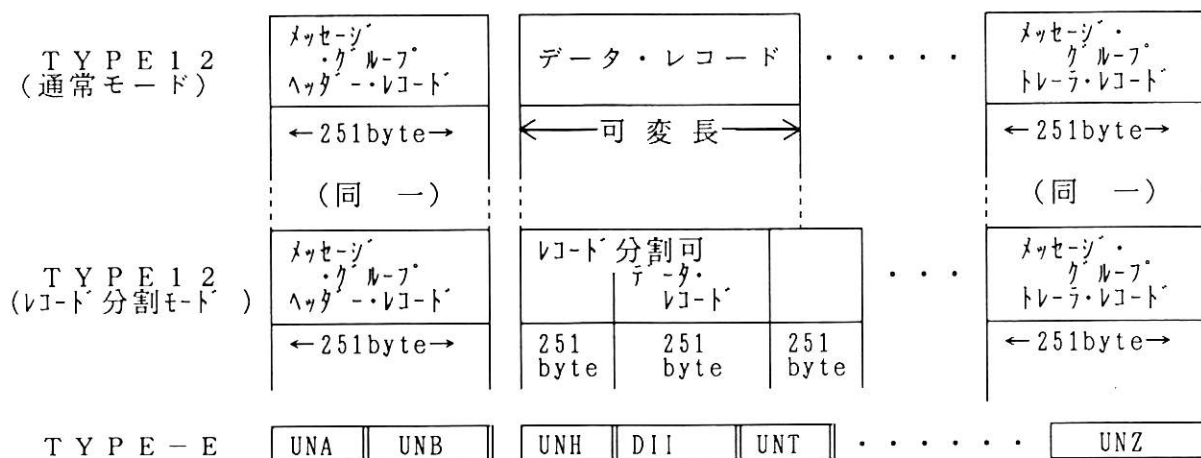 メッセージ
・グループ
ヘッダー・レコード
データ・レコード
・・・・・
メッセージ・
グループ
トレーラ・レコード
TYPE12
(通常モード)
←251byte→
←可変長→
←251byte→
(同 一)
(同 一)
メッセージ
・グループ
ヘッダー・レコード
レコード分割可
データ・
レコード
・・・
メッセージ・
グループ
トレーラ・レコード
TYPE12
(レコード分割モード)
←251byte→
251
byte
251
byte
251
byte
←251byte→
TYPE-E
UNA
UNB
UNH
DII
UNT
・・・・・・
UNZ